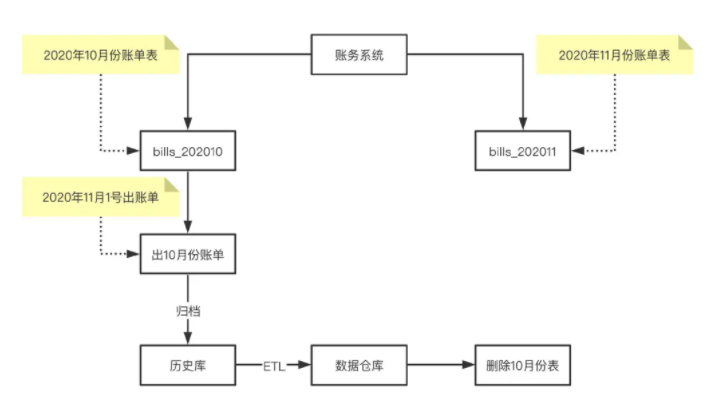 2020年10月份账单表
账务系统
2020年11月份账单表
bills_202010
bills_202011
2020年11月1号出账单
出10月份账单
归档
历史库
ETL
数据仓库
删除10月份表